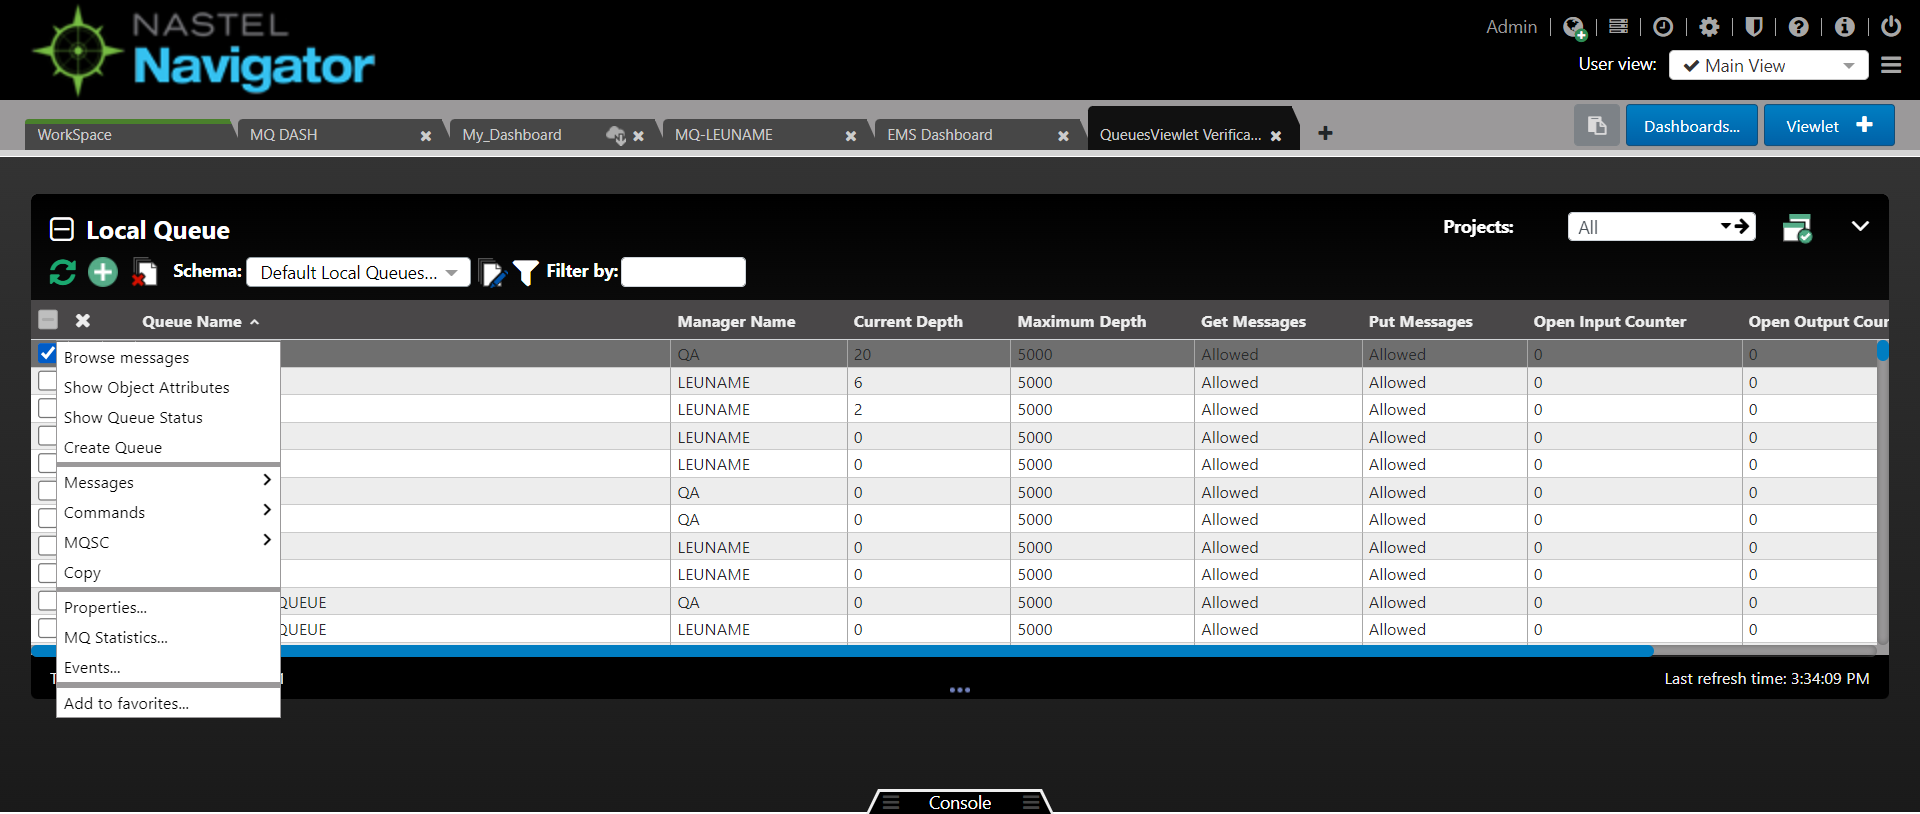 NASTEL
Navigator
Admin
User view: Main View
WorkSpace MQ DASH My_Dashboard MQ-LEUNAME EMS Dashboard QueuesViewlet Verifica... Dashboards... Viewlet
Local Queue Projects: All
Schema: Default Local Queues... Filter by:
Queue Name Manager Name Current Depth Maximum Depth Get Messages Put Messages Open Input Counter Open Output Coun
QA 20 5000 Allowed Allowed 0 0
LEUNAME 6 5000 Allowed Allowed 0 0
LEUNAME 2 5000 Allowed Allowed 0 0
LEUNAME 0 5000 Allowed Allowed 0 0
LEUNAME 0 5000 Allowed Allowed 0 0
QA 0 5000 Allowed Allowed 0 0
QA 0 5000 Allowed Allowed 0 0
LEUNAME 0 5000 Allowed Allowed 0 0
LEUNAME 0 5000 Allowed Allowed 0 0
QUEUE QA 0 5000 Allowed Allowed 0 0
QUEUE LEUNAME 0 5000 Allowed Allowed 0 0
Browse messages
Show Object Attributes
Show Queue Status
Create Queue
Messages
Commands
MQSC
Copy
Properties...
MQ Statistics...
Events...
Add to favorites...
Last refresh time: 3:34:09 PM
Console